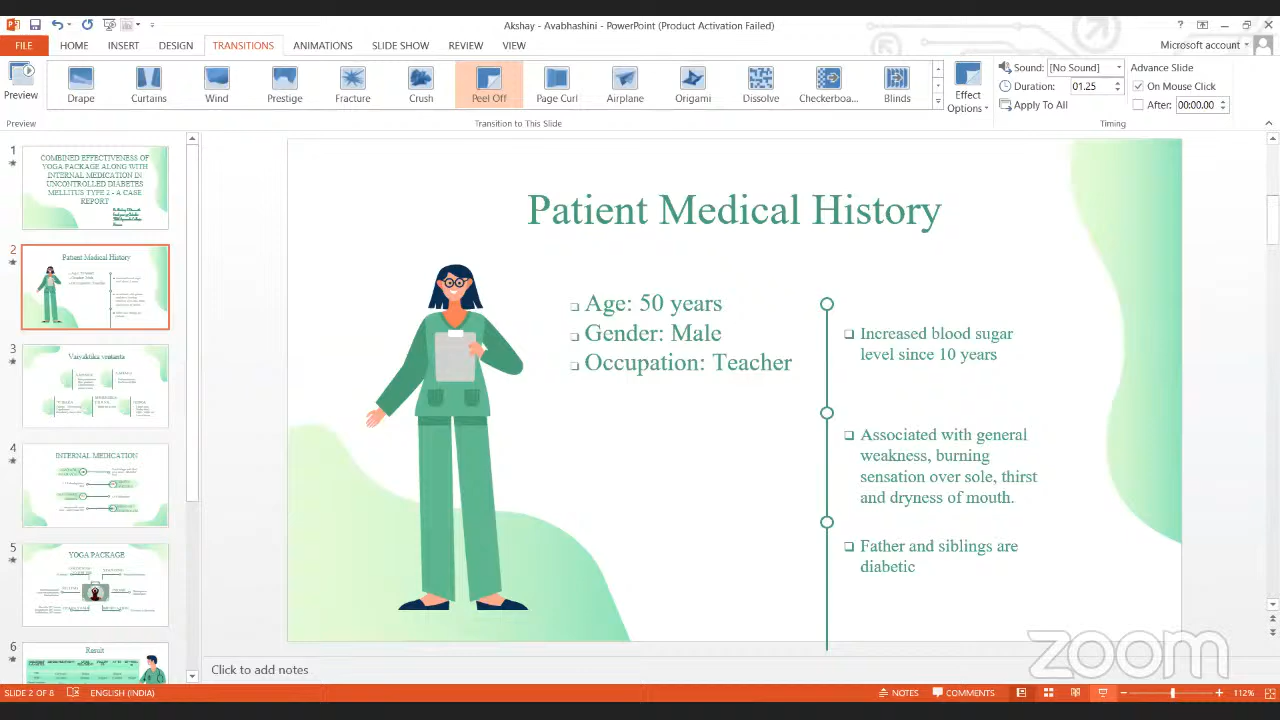 Akshay - Avabhashini - PowerPoint (Product Activation Failed)
FILE HOME INSERT DESIGN TRANSITIONS ANIMATIONS SLIDE SHOW REVIEW VIEW
Microsoft account
Preview
Drape Curtains Wind Prestige Fracture Crush Peel Off Page Curl Airplane Origami Dissolve Checkerboa... Blinds
Effect
Options
Sound: [No Sound]
Duration: 01.25
Apply To All
Advance Slide
On Mouse Click
After: 00:00.00
Preview
Transition to This Slide
Timing
1
COMBINED EFFECTIVENESS OF
YOGA PACKAGE ALONG WITH
INTERNAL MEDICATION IN
UNCONTROLLED DIABETES
MELLITUS TYPE 2 - A CASE
REPORT
2
Patient Medical History
3
4
INTERNAL MEDICATION
5
YOGA PACKAGE
6
Result
Patient Medical History
Age: 50 years
Gender: Male
Occupation: Teacher
Increased blood sugar
level since 10 years
Associated with general
weakness, burning
sensation over sole, thirst
and dryness of mouth.
Father and siblings are
diabetic
zoom
Click to add notes
SLIDE 2 OF 8
ENGLISH (INDIA)
NOTES
COMMENTS
112%